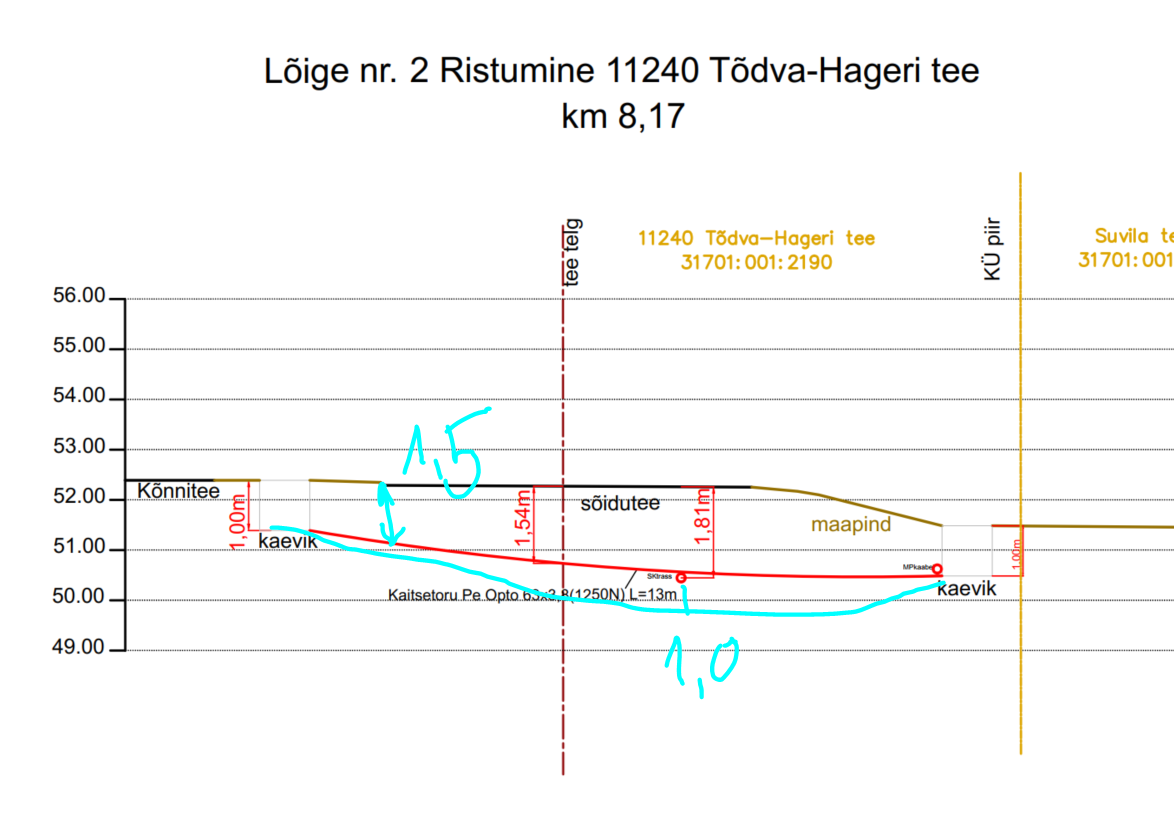 Lõige nr. 2 Ristumine 11240 Tõdva-Hageri tee
km 8,17
tee telg
11240 Tõdva-Hageri tee
31701:001:2190
KÜ piir
Suvila te
31701:001
56.00
55.00
54.00
53.00
1,5
52.00
Kõnnitee
1,00m
kaevik
1,54m
sõidutee
1,81m
maapind
1.00m
51.00
SKtrass
MPkaabel
Kaitsetoru Pe Opto 63x3,8(1250N) L=13m
kaevik
50.00
1,0
49.00